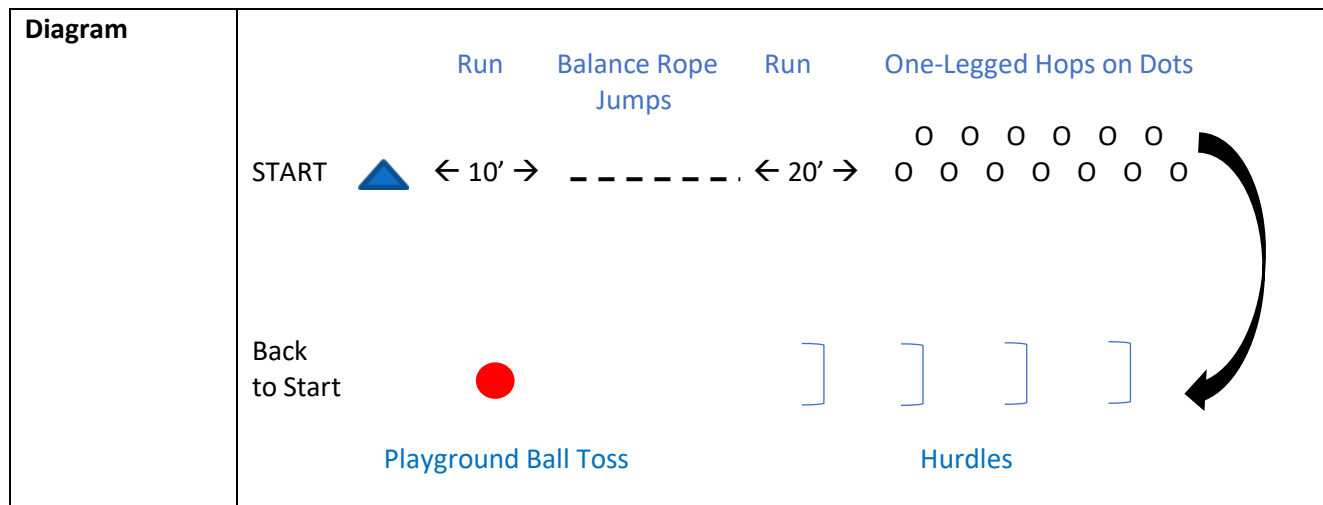 Diagram
Run Balance Rope Run One-Legged Hops on Dots
Jumps
O O O O O O
START ← 10' → _ _ _ _ _ _ . ← 20' → O O O O O O O
Back
to Start
Playground Ball Toss Hurdles